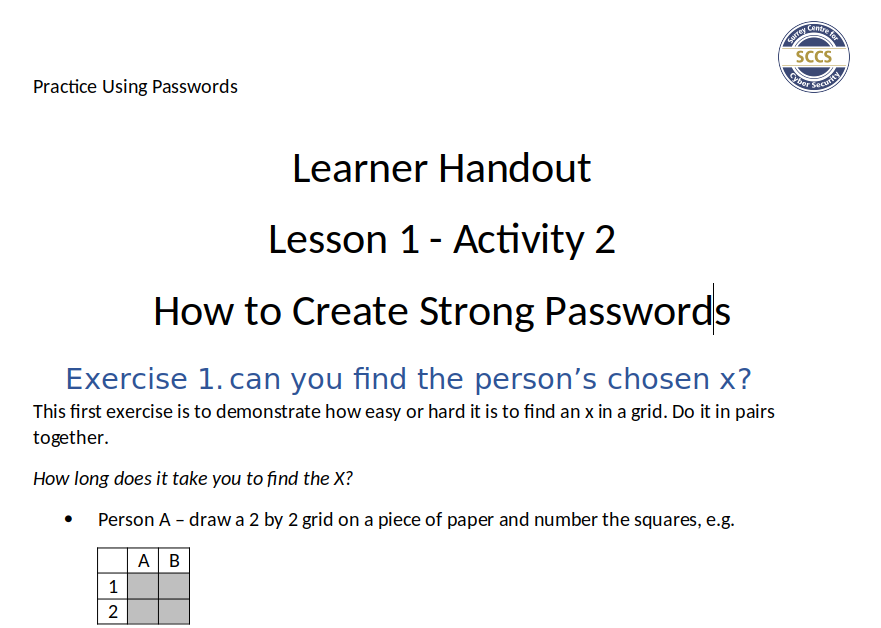 Surrey Centre for
SCCS
Cyber Security
Practice Using Passwords
Learner Handout
Lesson 1 - Activity 2
How to Create Strong Passwords
Exercise 1. can you find the person’s chosen x?
This first exercise is to demonstrate how easy or hard it is to find an x in a grid. Do it in pairs
together.
How long does it take you to find the X?
• Person A – draw a 2 by 2 grid on a piece of paper and number the squares, e.g.
A B
1
2